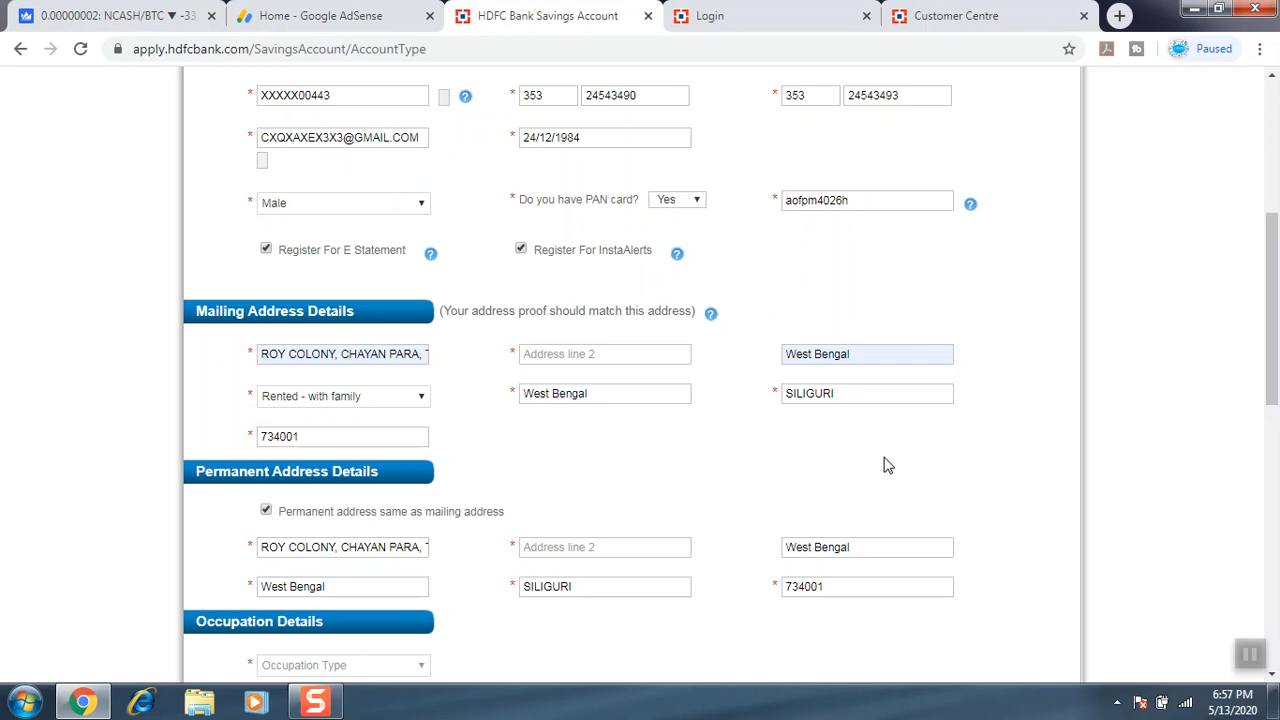 0.00000002: NCASH/BTC ▼ -35
Home - Google AdSense
HDFC Bank Savings Account
Login
Customer Centre
apply.hdfcbank.com/SavingsAccount/AccountType
Paused
* XXXXX00443 * 353 24543490 * 353 24543493
* CXQXAXEX3X3@GMAIL.COM * 24/12/1984
* Male * Do you have PAN card? Yes * aofpm4026h
Register For E Statement Register For InstaAlerts
Mailing Address Details (Your address proof should match this address)
* ROY COLONY, CHAYAN PARA, * Address line 2 West Bengal
* Rented - with family * West Bengal * SILIGURI
* 734001
Permanent Address Details
Permanent address same as mailing address
* ROY COLONY, CHAYAN PARA, * Address line 2 West Bengal
* West Bengal * SILIGURI * 734001
Occupation Details
* Occupation Type
6:57 PM
5/13/2020